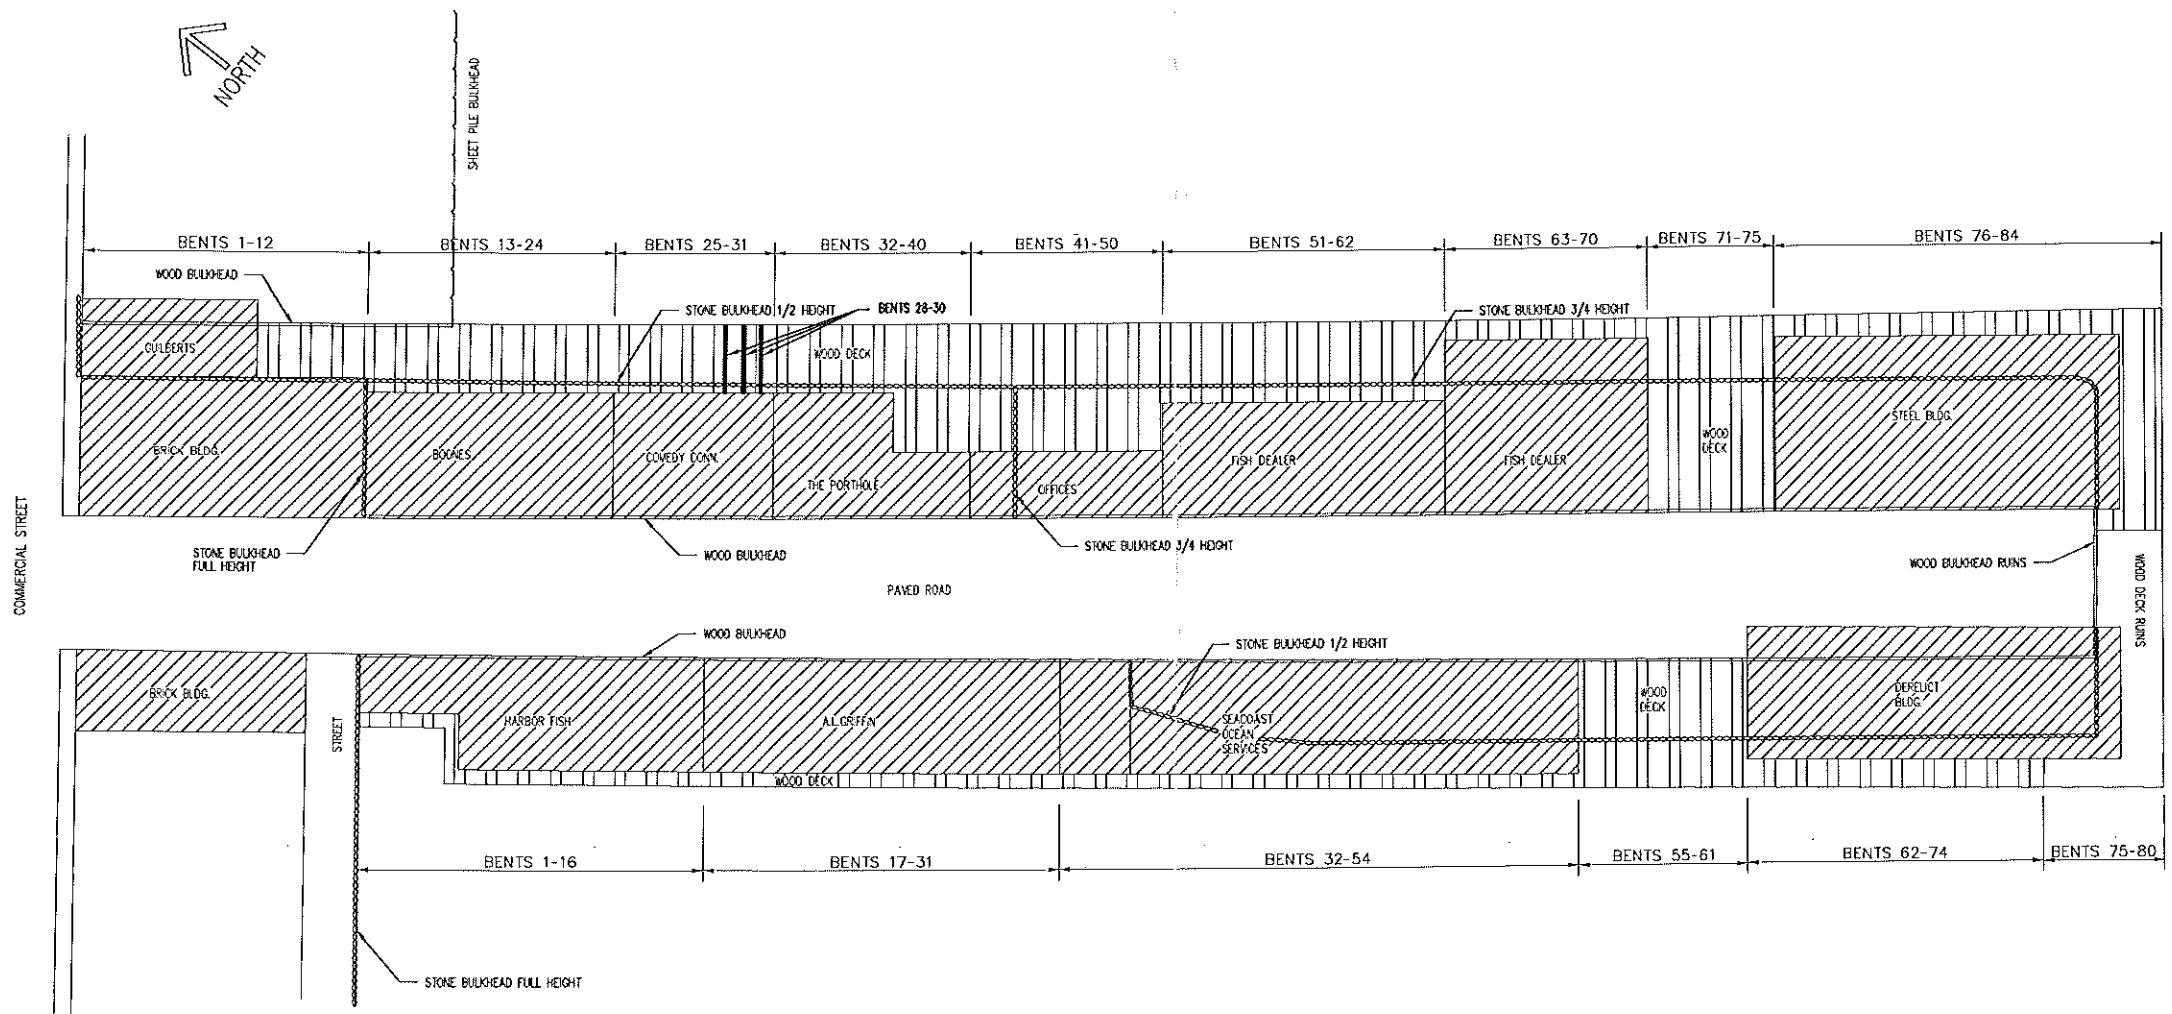 NORTH
SHEET PILE BULKHEAD
BENTS 1-12
BENTS 13-24
BENTS 25-31
BENTS 32-40
BENTS 41-50
BENTS 51-62
BENTS 63-70
BENTS 71-75
BENTS 76-84
WOOD BULKHEAD
STONE BULKHEAD 1/2 HEIGHT
BENTS 28-30
STONE BULKHEAD 3/4 HEIGHT
GUILBERTS
WOOD DECK
BRICK BLDG.
BOONES
COMEDY CONN.
THE PORTHOLE
OFFICES
FISH DEALER
FISH DEALER
WOOD
DECK
STEEL BLDG.
COMMERCIAL STREET
STONE BULKHEAD
FULL HEIGHT
WOOD BULKHEAD
STONE BULKHEAD 3/4 HEIGHT
WOOD BULKHEAD RUINS
PAVED ROAD
WOOD DECK RUINS
WOOD BULKHEAD
STONE BULKHEAD 1/2 HEIGHT
BRICK BLDG.
STREET
HARBOR FISH
A.L.GRIFFIN
SEACOAST
OCEAN
SERVICES
WOOD
DECK
DERELICT
BLDG.
WOOD DECK
BENTS 1-16
BENTS 17-31
BENTS 32-54
BENTS 55-61
BENTS 62-74
BENTS 75-80
STONE BULKHEAD FULL HEIGHT